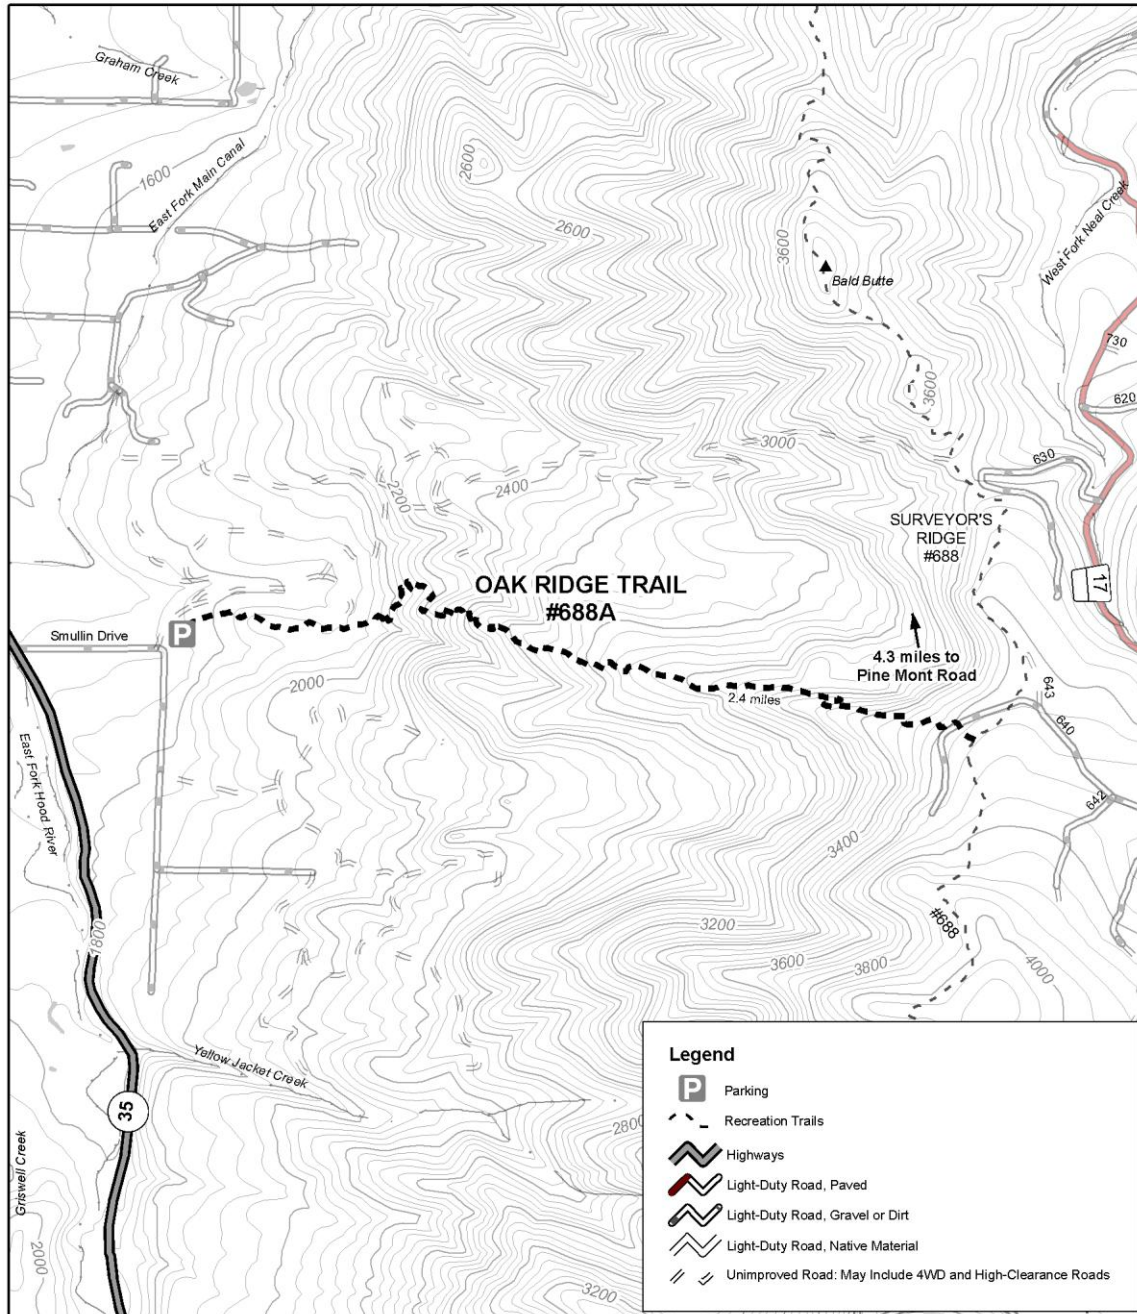 Graham Creek
1600
East Fork Main Canal
2600
2600
3600
Bald Butte
West Fork Neal Creek
730
620
3600
3000
630
2200
2400
SURVEYOR'S
RIDGE
#688
17
OAK RIDGE TRAIL
#688A
P
Smullin Drive
4.3 miles to
Pine Mont Road
2000
2.4 miles
643
640
642
East Fork Hood River
3400
1800
#688
3200
3600
3800
4000
Yellow Jacket Creek
35
2800
Griswell Creek
2000
3200
Legend
P Parking
Recreation Trails
Highways
Light-Duty Road, Paved
Light-Duty Road, Gravel or Dirt
Light-Duty Road, Native Material
Unimproved Road: May Include 4WD and High-Clearance Roads